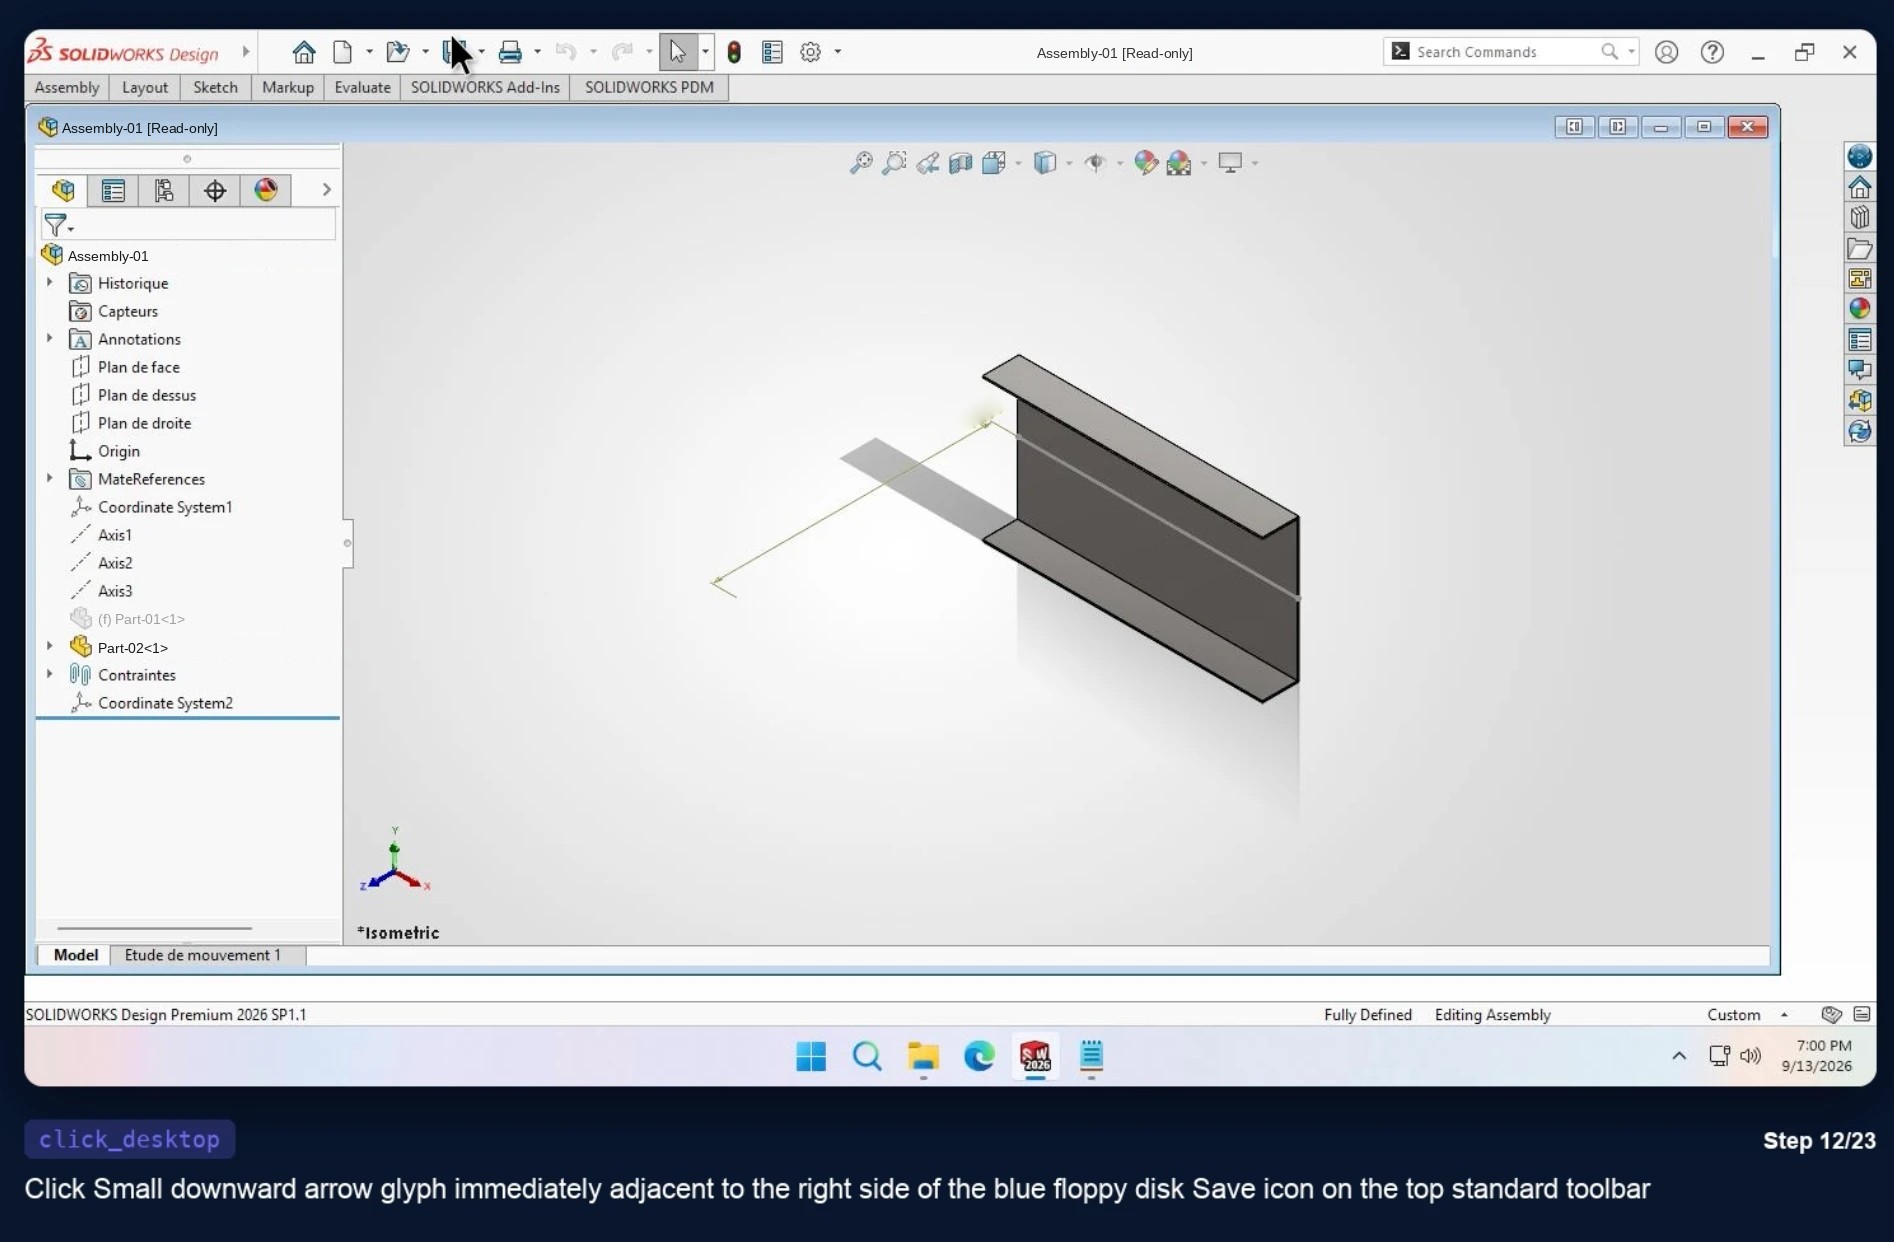 SOLIDWORKS Design
Assembly-01 [Read-only]
Search Commands
Assembly
Layout
Sketch
Markup
Evaluate
SOLIDWORKS Add-Ins
SOLIDWORKS PDM
Assembly-01 [Read-only]
Assembly-01
Historique
Capteurs
Annotations
Plan de face
Plan de dessus
Plan de droite
Origin
MateReferences
Coordinate System1
Axis1
Axis2
Axis3
(f) Part-01<1>
Part-02<1>
Contraintes
Coordinate System2
Y
Z
X
*Isometric
Model
Etude de mouvement 1
SOLIDWORKS Design Premium 2026 SP1.1
Fully Defined
Editing Assembly
Custom
SW
2026
7:00 PM
9/13/2026
click_desktop
Step 12/23
Click Small downward arrow glyph immediately adjacent to the right side of the blue floppy disk Save icon on the top standard toolbar